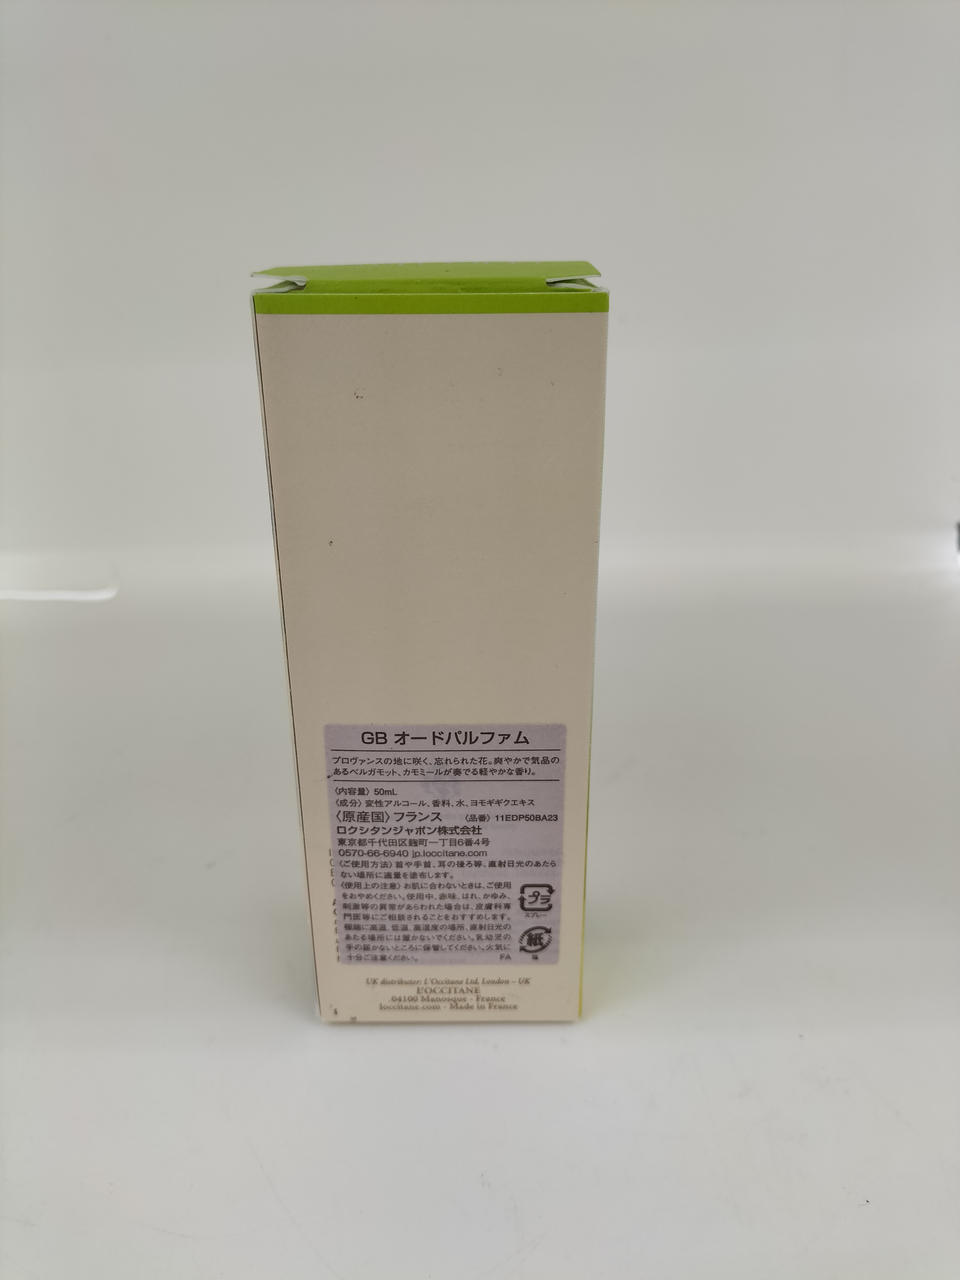 GB オードパルファム
プロヴァンスの地に咲く、忘れられた花。爽やかで気品の
あるベルガモット、カモミールが奏でる軽やかな香り。
〈内容量〉 50mL
〈成分〉 変性アルコール、香料、水、ヨモギギクエキス
〈原産国〉 フランス 〈品番〉 11EDP50BA23
ロクシタンジャポン株式会社
東京都千代田区麹町一丁目6番4号
0570-66-6940 jp.loccitane.com
〈ご使用方法〉 首や手首、耳の後ろ等、直射日光のあたら
ない場所に適量を塗布します。
〈使用上の注意〉 お肌に合わないときは、ご使用
をおやめください。使用中、赤味、はれ、かゆみ、
刺激等の異常があらわれた場合は、皮膚科専
門医等にご相談されることをおすすめします。
極端に高温、低温、高湿度の場所、直射日光の
あたる場所には置かないでください。乳幼児の
手の届かないところに保管してください。火気に
十分ご注意ください。
プラ
スプレー
紙
箱
FA
UK distributer: L'Occitane Ltd, London – UK
L'OCCITANE
04100 Manosque - France
loccitane.com - Made in France